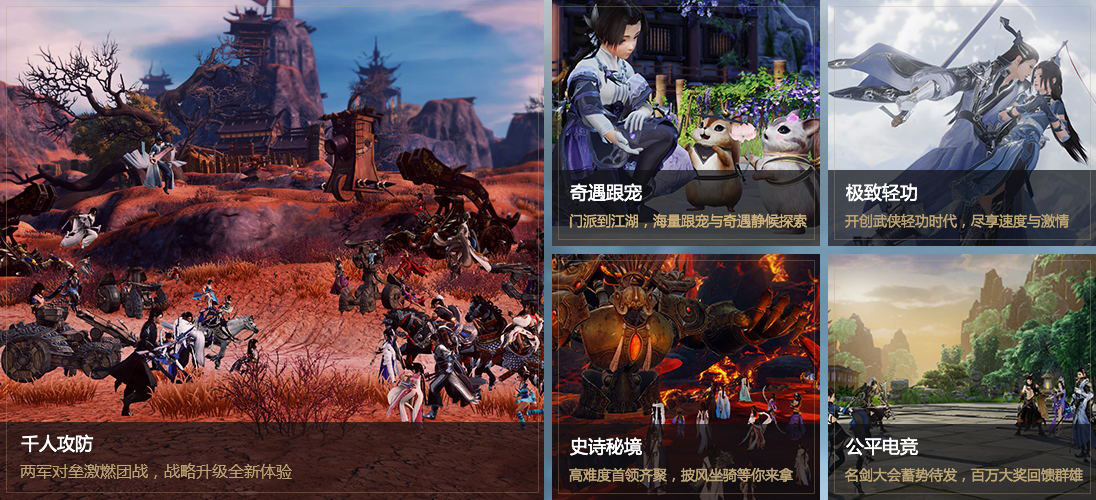 千人攻防
两军对垒激燃团战，战略升级全新体验
奇遇跟宠
门派到江湖，海量跟宠与奇遇静候探索
极致轻功
开创武侠轻功时代，尽享速度与激情
史诗秘境
高难度首领齐聚，披风坐骑等你来拿
公平电竞
名剑大会蓄势待发，百万大奖回馈群雄